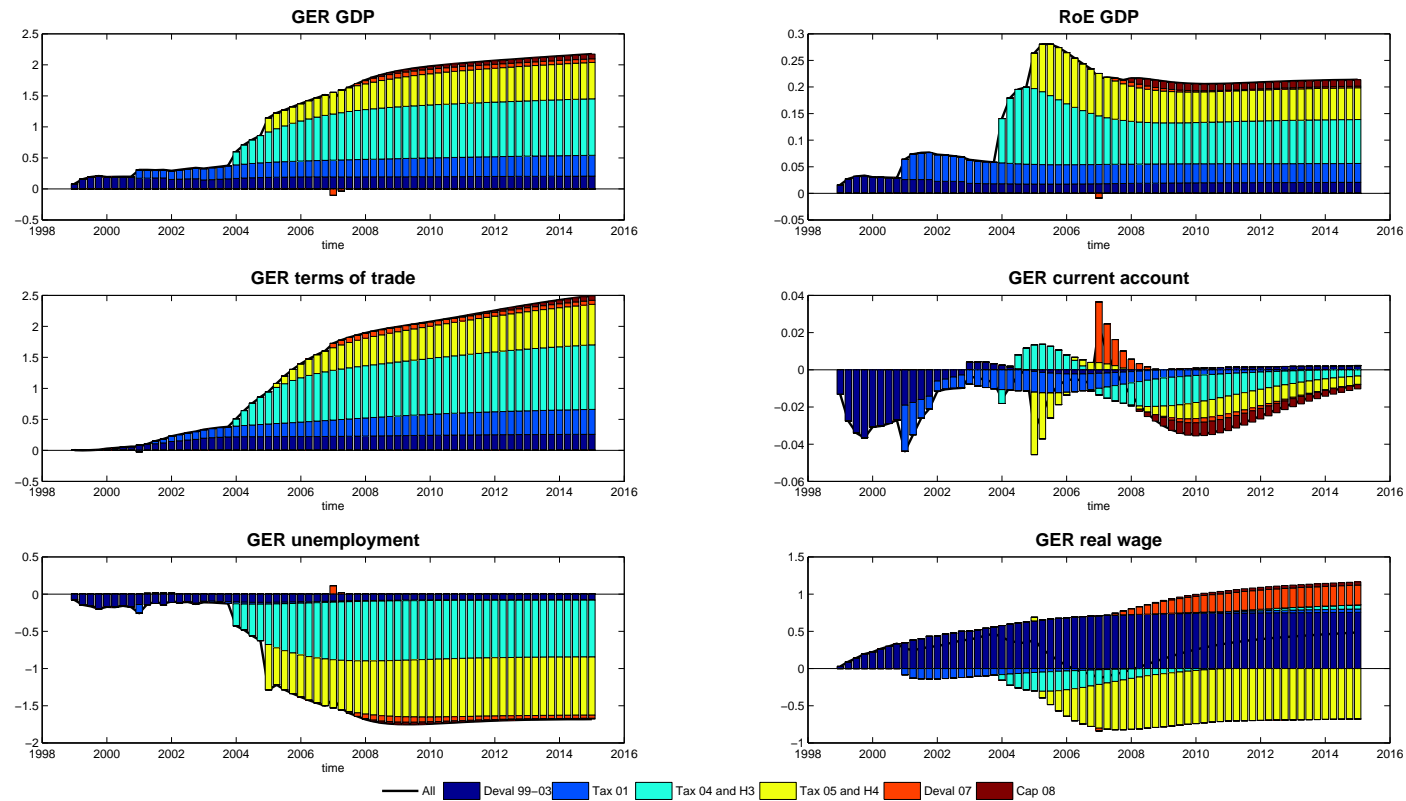 GER GDP
2.5
2
1.5
1
0.5
0
−0.5
1998 2000 2002 2004 2006 2008 2010 2012 2014 2016
time
RoE GDP
0.3
0.25
0.2
0.15
0.1
0.05
0
−0.05
1998 2000 2002 2004 2006 2008 2010 2012 2014 2016
time
GER terms of trade
2.5
2
1.5
1
0.5
0
−0.5
1998 2000 2002 2004 2006 2008 2010 2012 2014 2016
time
GER current account
0.04
0.02
0
−0.02
−0.04
−0.06
1998 2000 2002 2004 2006 2008 2010 2012 2014 2016
time
GER unemployment
0.5
0
−0.5
−1
−1.5
−2
1998 2000 2002 2004 2006 2008 2010 2012 2014 2016
time
GER real wage
1.5
1
0.5
0
−0.5
−1
1998 2000 2002 2004 2006 2008 2010 2012 2014 2016
time
All Deval 99−03 Tax 01 Tax 04 and H3 Tax 05 and H4 Deval 07 Cap 08